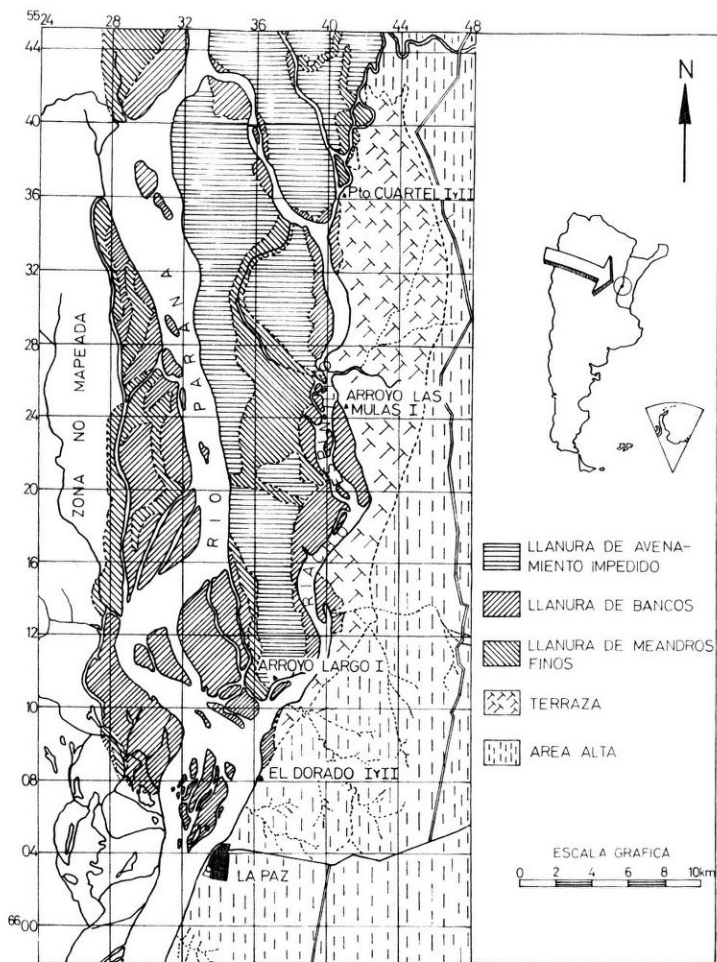 55
24 28 32 36 40 44 48
44
40
36
32
28
24
20
16
12
10
08
04
66 00
N
Pto CUARTEL I Y II
ZONA NO MAPEADA
RIO PARANA
ARROYO LAS
MULAS I
ARROYO LARGO I
EL DORADO I Y II
LA PAZ
LLANURA DE AVENA-
MIENTO IMPEDIDO
LLANURA DE BANCOS
LLANURA DE MEANDROS
FINOS
TERRAZA
AREA ALTA
ESCALA GRAFICA
0 2 4 6 8 10km